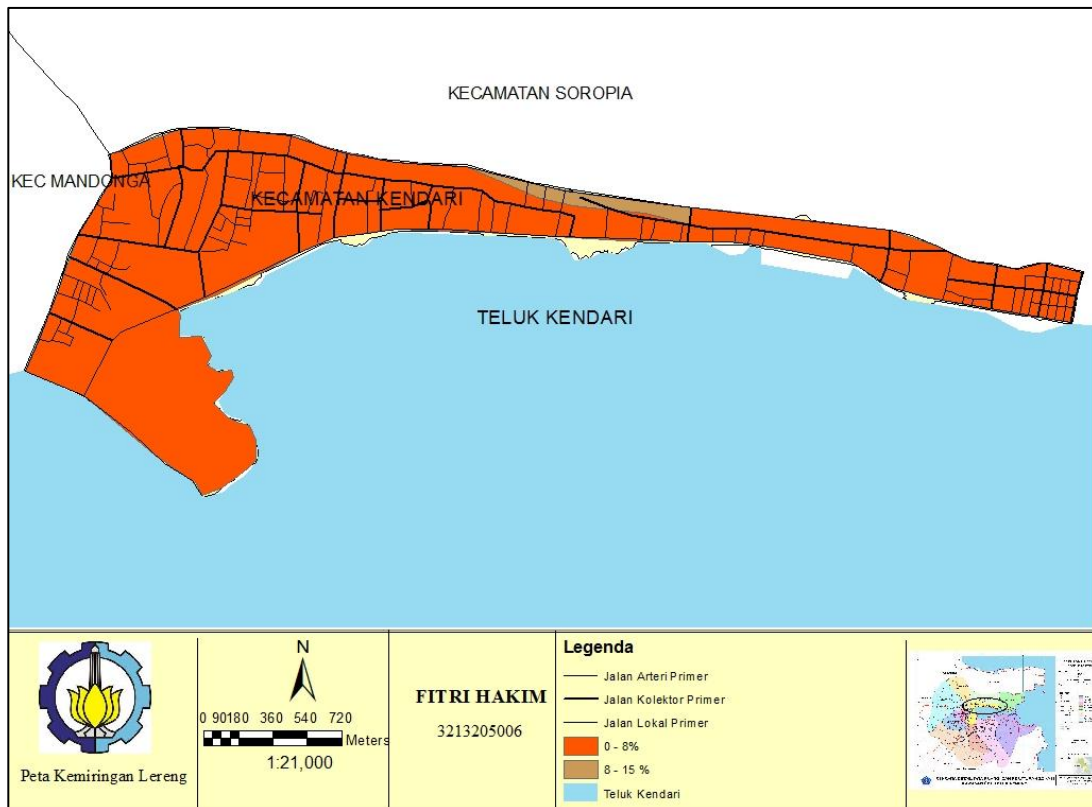 KECAMATAN SOROPIA
KEC MANDONGA
KECAMATAN KENDARI
TELUK KENDARI
Peta Kemiringan Lereng
N
0 90180 360 540 720
Meters
1:21,000
FITRI HAKIM
3213205006
Legenda
Jalan Arteri Primer
Jalan Kolektor Primer
Jalan Lokal Primer
0 - 8%
8 - 15 %
Teluk Kendari